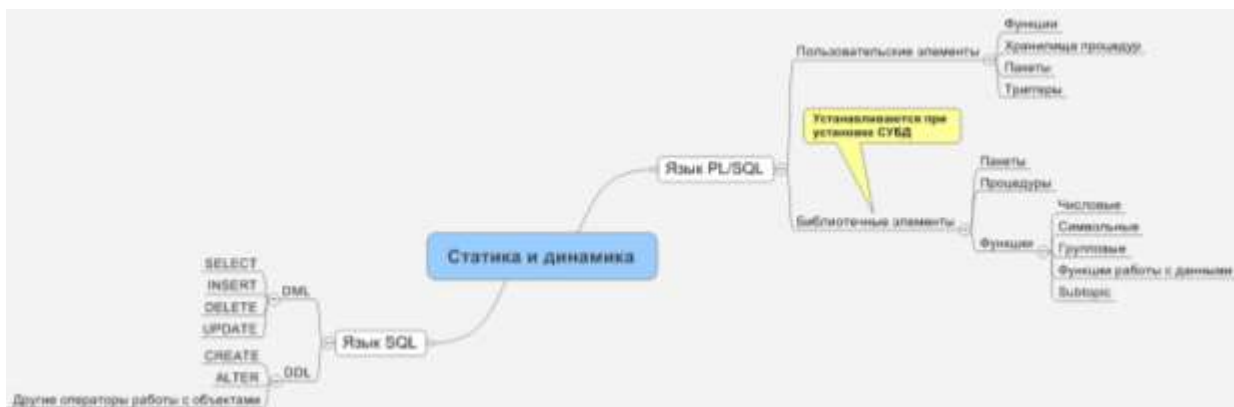 Функции
Пользовательские элементы
Хранилища процедур
Пакеты
Триггеры
Устанавливаются при
установке СУБД
Язык PL/SQL
Пакеты
Процедуры
Библиотечные элементы
Числовые
Символьные
Функции
Групповые
Функции работы с данными
Subtopic
Статика и динамика
SELECT
INSERT
DML
DELETE
UPDATE
Язык SQL
CREATE
ALTER
DDL
Другие операторы работы с объектами